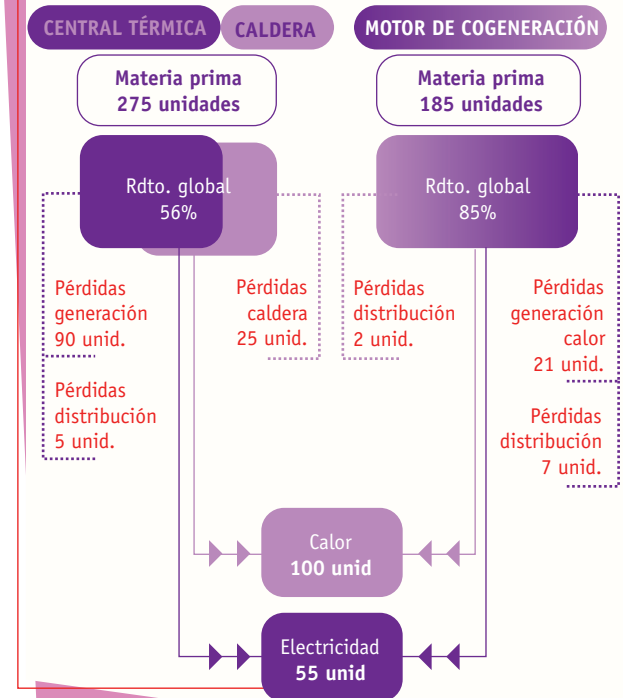 CENTRAL TÉRMICA
CALDERA
MOTOR DE COGENERACIÓN
Materia prima
275 unidades
Materia prima
185 unidades
Rdto. global
56%
Rdto. global
85%
Pérdidas
generación
90 unid.
Pérdidas
caldera
25 unid.
Pérdidas
distribución
2 unid.
Pérdidas
generación
calor
21 unid.
Pérdidas
distribución
5 unid.
Pérdidas
distribución
7 unid.
Calor
100 unid
Electricidad
55 unid